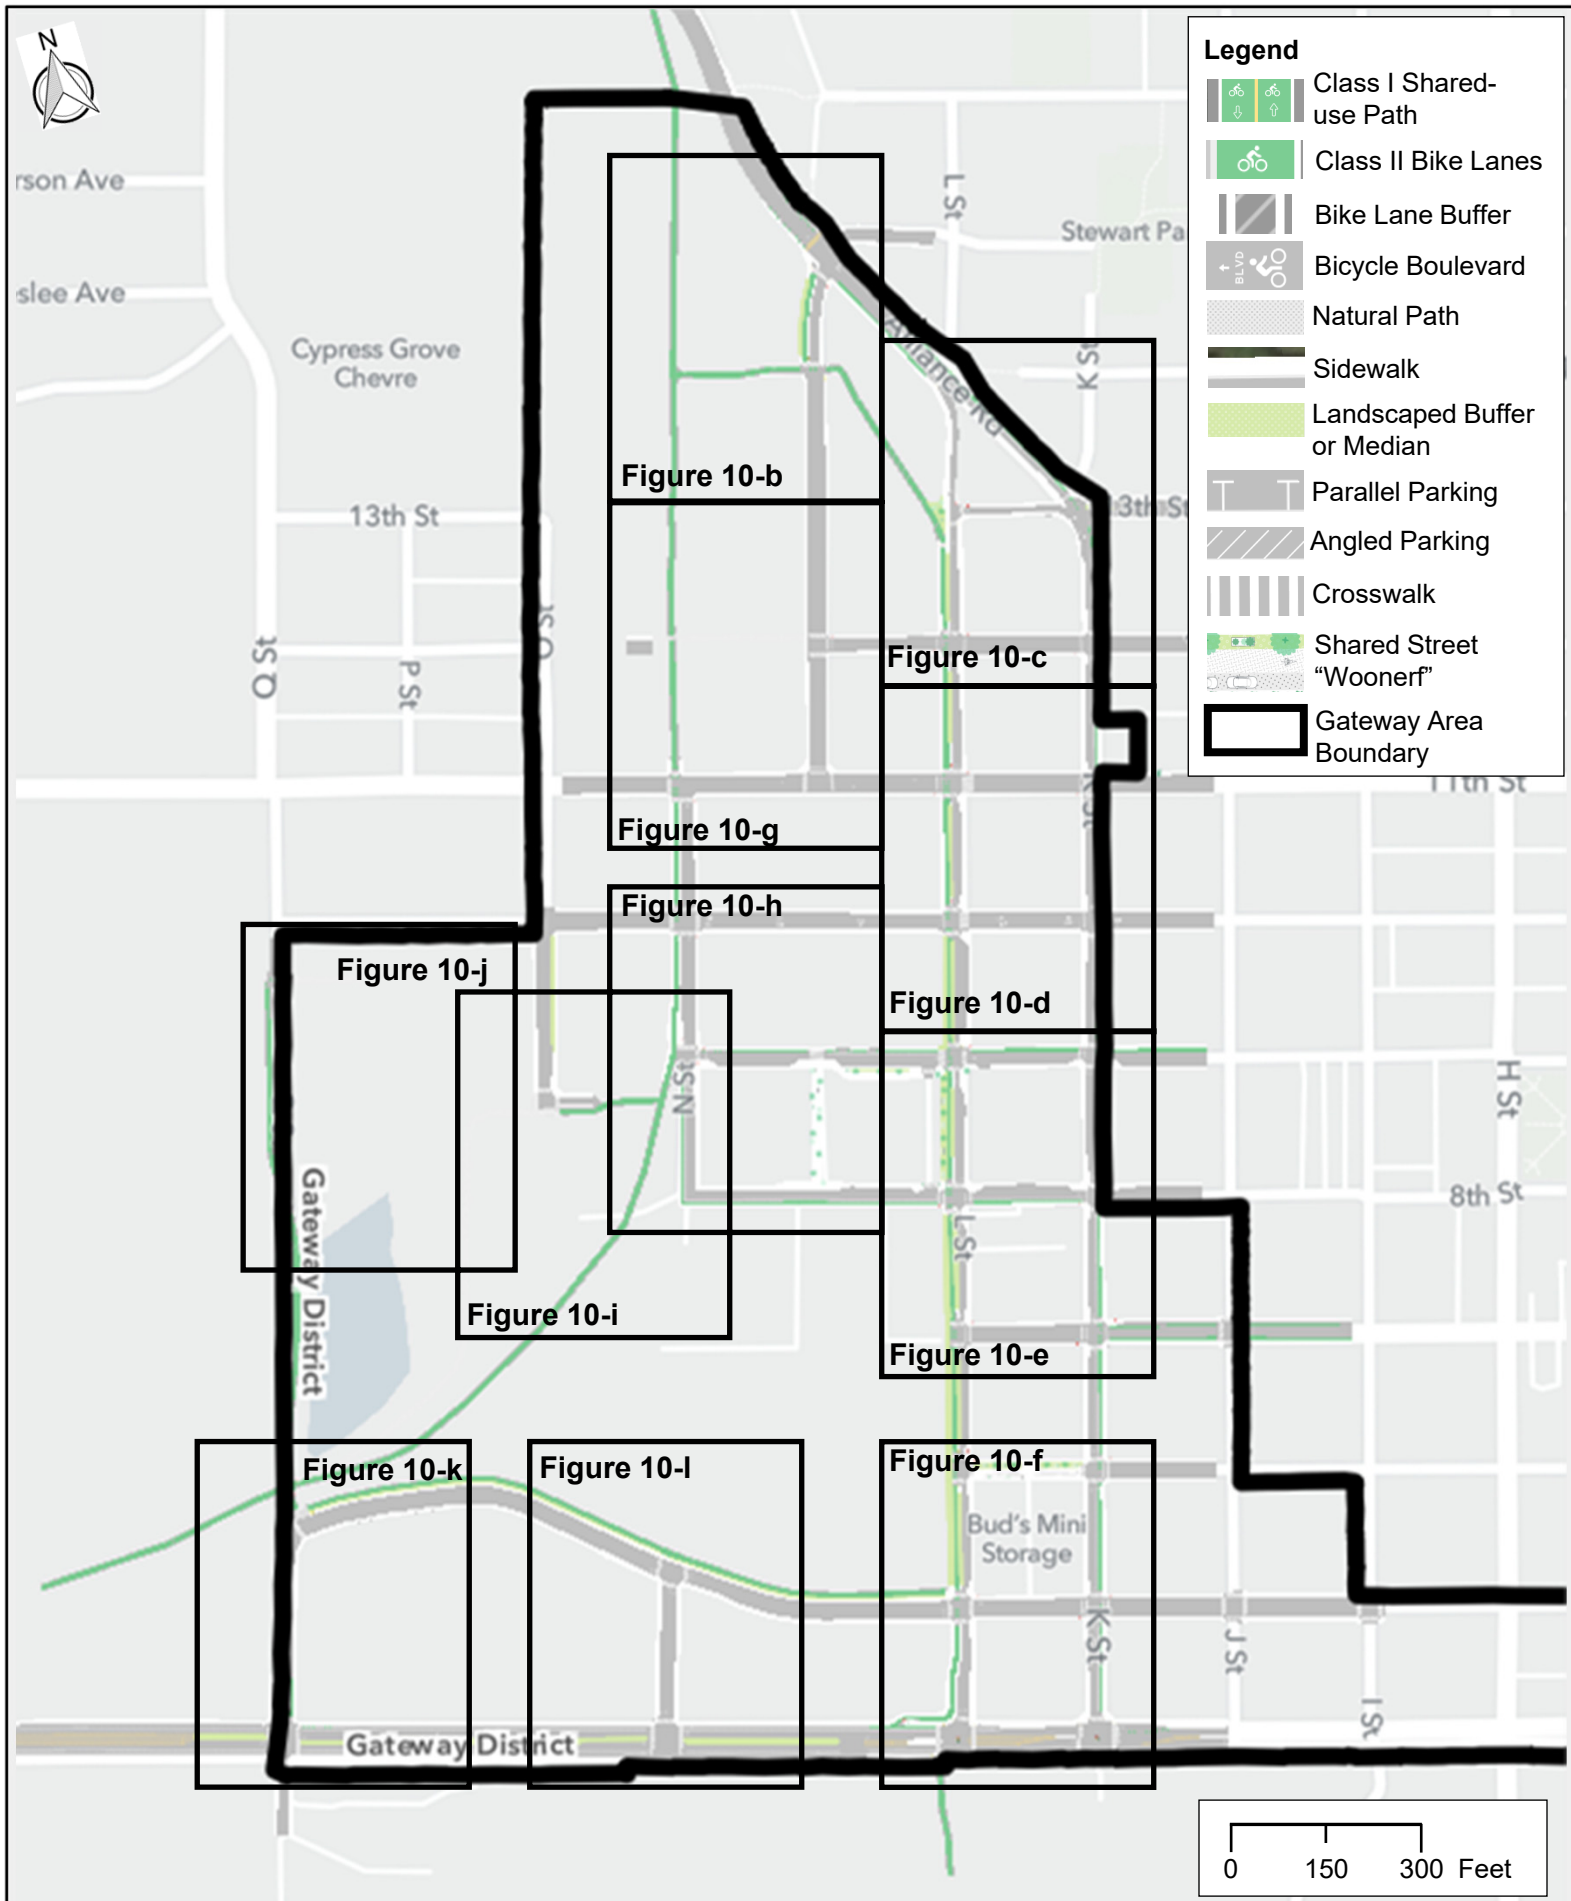 N
Legend
Class I Shared-
use Path
Class II Bike Lanes
Bike Lane Buffer
BLVD
Bicycle Boulevard
Natural Path
Sidewalk
Landscaped Buffer
or Median
Parallel Parking
Angled Parking
Crosswalk
Shared Street
“Woonerf”
Gateway Area
Boundary
rson Ave
L St
Stewart Pa
slee Ave
Cypress Grove
Chevre
Alliance Rd
K St
Figure 10-b
13th St
3th St
O St
Q St
P St
Figure 10-c
11th St
K St
Figure 10-g
Figure 10-h
Figure 10-j
Figure 10-d
N St
H St
8th St
Gateway District
L St
Figure 10-i
Figure 10-e
Figure 10-k
Figure 10-l
Figure 10-f
Bud's Mini
Storage
K St
J St
I St
Gateway District
0 150 300 Feet